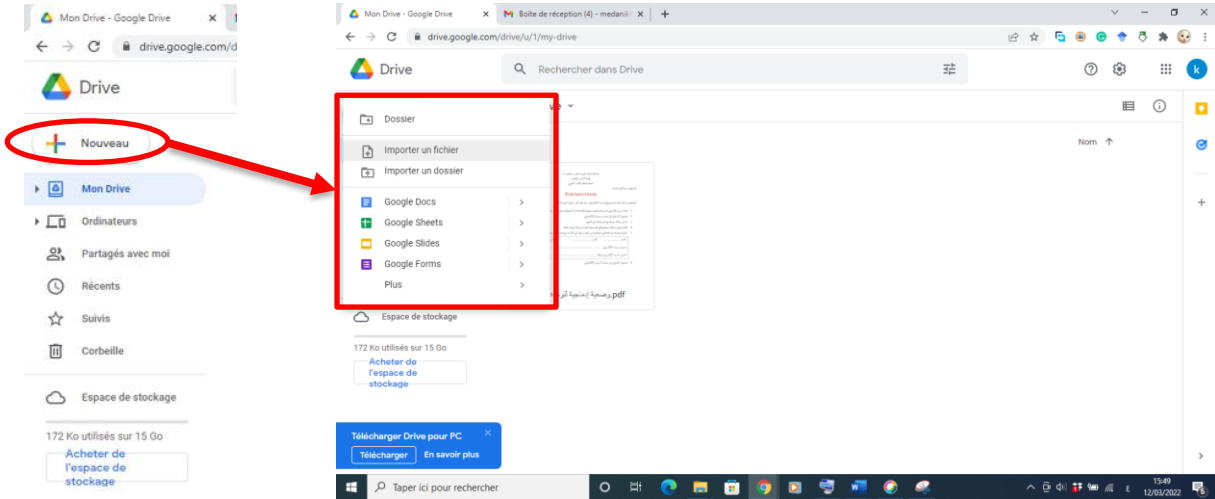 Mon Drive - Google Drive
drive.google.com/d
Drive
Nouveau
Mon Drive
Ordinateurs
Partagés avec moi
Récents
Suivis
Corbeille
Espace de stockage
172 Ko utilisés sur 15 Go
Acheter de
l'espace de
stockage
Mon Drive - Google Drive
Boîte de réception (4) - medanik
drive.google.com/drive/u/1/my-drive
Drive
Rechercher dans Drive
k
Nom
Dossier
Importer un fichier
Importer un dossier
Google Docs
Google Sheets
Google Slides
Google Forms
Plus
Espace de stockage
172 Ko utilisés sur 15 Go
Acheter de
l'espace de
stockage
Télécharger Drive pour PC
Télécharger En savoir plus
Taper ici pour rechercher
15:49
12/03/2022